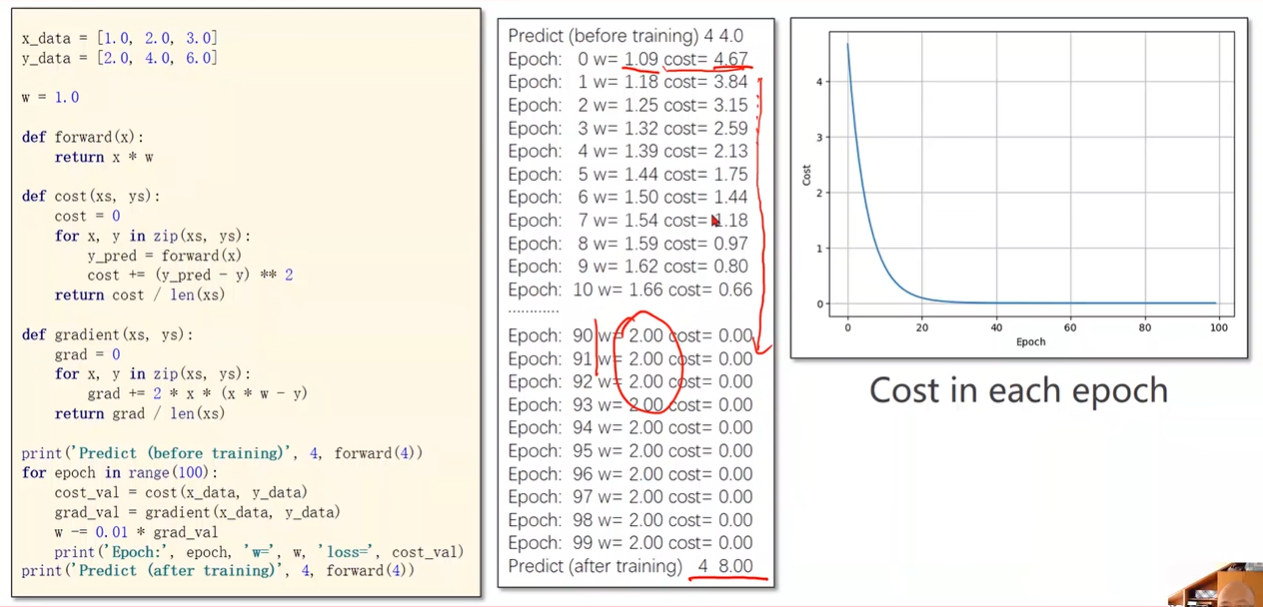 x_data = [1.0, 2.0, 3.0]
y_data = [2.0, 4.0, 6.0]
w = 1.0
def forward(x):
    return x * w
def cost(xs, ys):
    cost = 0
    for x, y in zip(xs, ys):
        y_pred = forward(x)
        cost += (y_pred - y) ** 2
    return cost / len(xs)
def gradient(xs, ys):
    grad = 0
    for x, y in zip(xs, ys):
        grad += 2 * x * (x * w - y)
    return grad / len(xs)
print('Predict (before training)', 4, forward(4))
for epoch in range(100):
    cost_val = cost(x_data, y_data)
    grad_val = gradient(x_data, y_data)
    w -= 0.01 * grad_val
    print('Epoch:', epoch, 'w=', w, 'loss=', cost_val)
print('Predict (after training)', 4, forward(4))
Predict (before training) 4 4.0
Epoch: 0 w= 1.09 cost= 4.67
Epoch: 1 w= 1.18 cost= 3.84
Epoch: 2 w= 1.25 cost= 3.15
Epoch: 3 w= 1.32 cost= 2.59
Epoch: 4 w= 1.39 cost= 2.13
Epoch: 5 w= 1.44 cost= 1.75
Epoch: 6 w= 1.50 cost= 1.44
Epoch: 7 w= 1.54 cost= 1.18
Epoch: 8 w= 1.59 cost= 0.97
Epoch: 9 w= 1.62 cost= 0.80
Epoch: 10 w= 1.66 cost= 0.66
...........
Epoch: 90 w= 2.00 cost= 0.00
Epoch: 91 w= 2.00 cost= 0.00
Epoch: 92 w= 2.00 cost= 0.00
Epoch: 93 w= 2.00 cost= 0.00
Epoch: 94 w= 2.00 cost= 0.00
Epoch: 95 w= 2.00 cost= 0.00
Epoch: 96 w= 2.00 cost= 0.00
Epoch: 97 w= 2.00 cost= 0.00
Epoch: 98 w= 2.00 cost= 0.00
Epoch: 99 w= 2.00 cost= 0.00
Predict (after training) 4 8.00
Cost
4
3
2
1
0
0 20 40 60 80 100
Epoch
Cost in each epoch